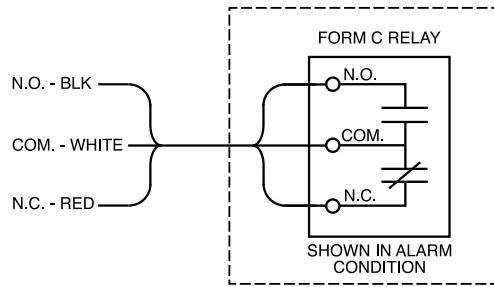 FORM C RELAY
N.O. - BLK
N.O.
COM. - WHITE
COM.
N.C. - RED
N.C.
SHOWN IN ALARM
CONDITION